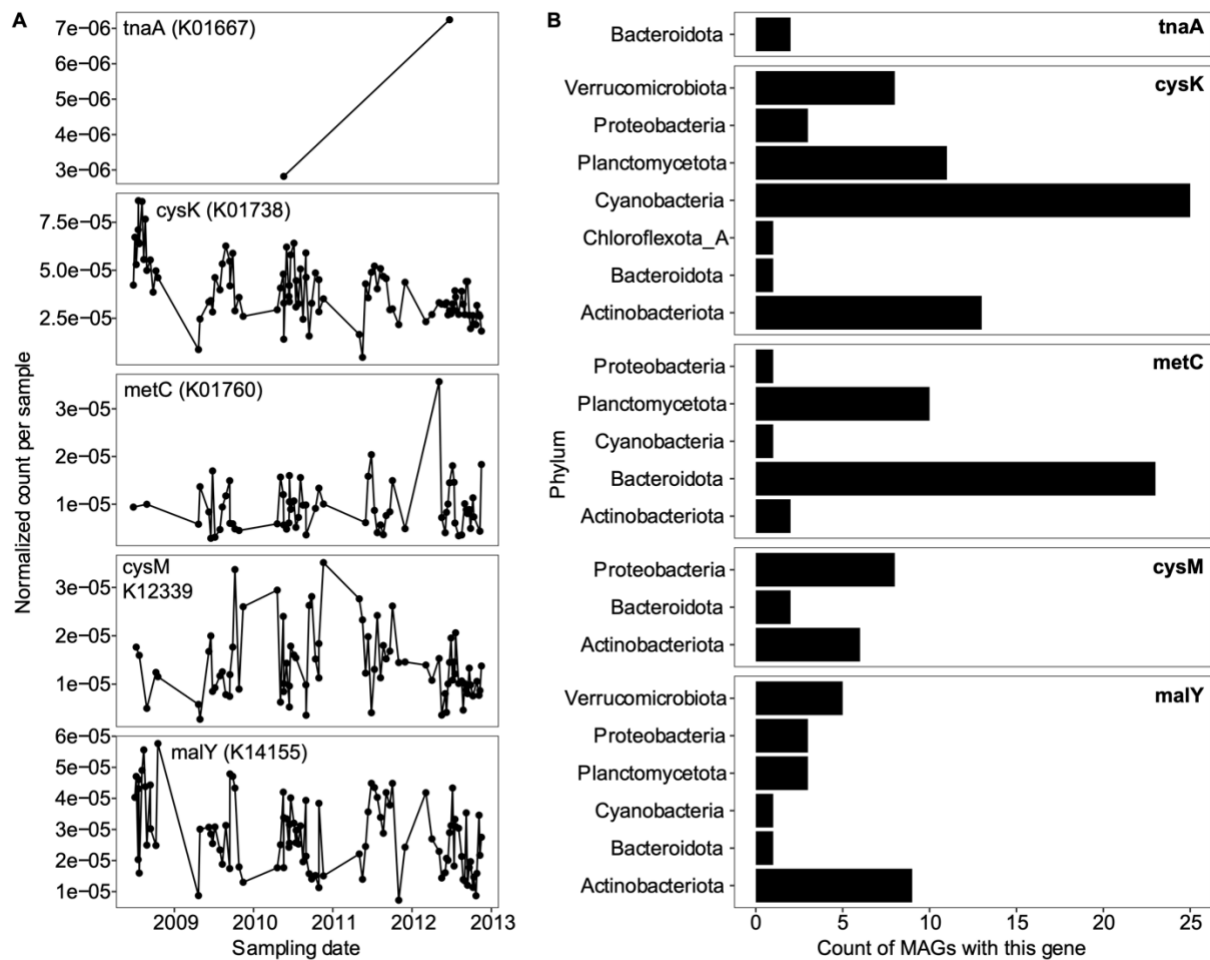 A
Normalized count per sample
tnaA (K01667)
7e−06
6e−06
5e−06
4e−06
3e−06
cysK (K01738)
7.5e−05
5.0e−05
2.5e−05
metC (K01760)
3e−05
2e−05
1e−05
cysM
K12339
3e−05
2e−05
1e−05
malY (K14155)
6e−05
5e−05
4e−05
3e−05
2e−05
1e−05
2009 2010 2011 2012 2013
Sampling date
B
Phylum
tnaA
Bacteroidota
cysK
Verrucomicrobiota
Proteobacteria
Planctomycetota
Cyanobacteria
Chloroflexota_A
Bacteroidota
Actinobacteriota
metC
Proteobacteria
Planctomycetota
Cyanobacteria
Bacteroidota
Actinobacteriota
cysM
Proteobacteria
Bacteroidota
Actinobacteriota
malY
Verrucomicrobiota
Proteobacteria
Planctomycetota
Cyanobacteria
Bacteroidota
Actinobacteriota
0 5 10 15 20 25
Count of MAGs with this gene